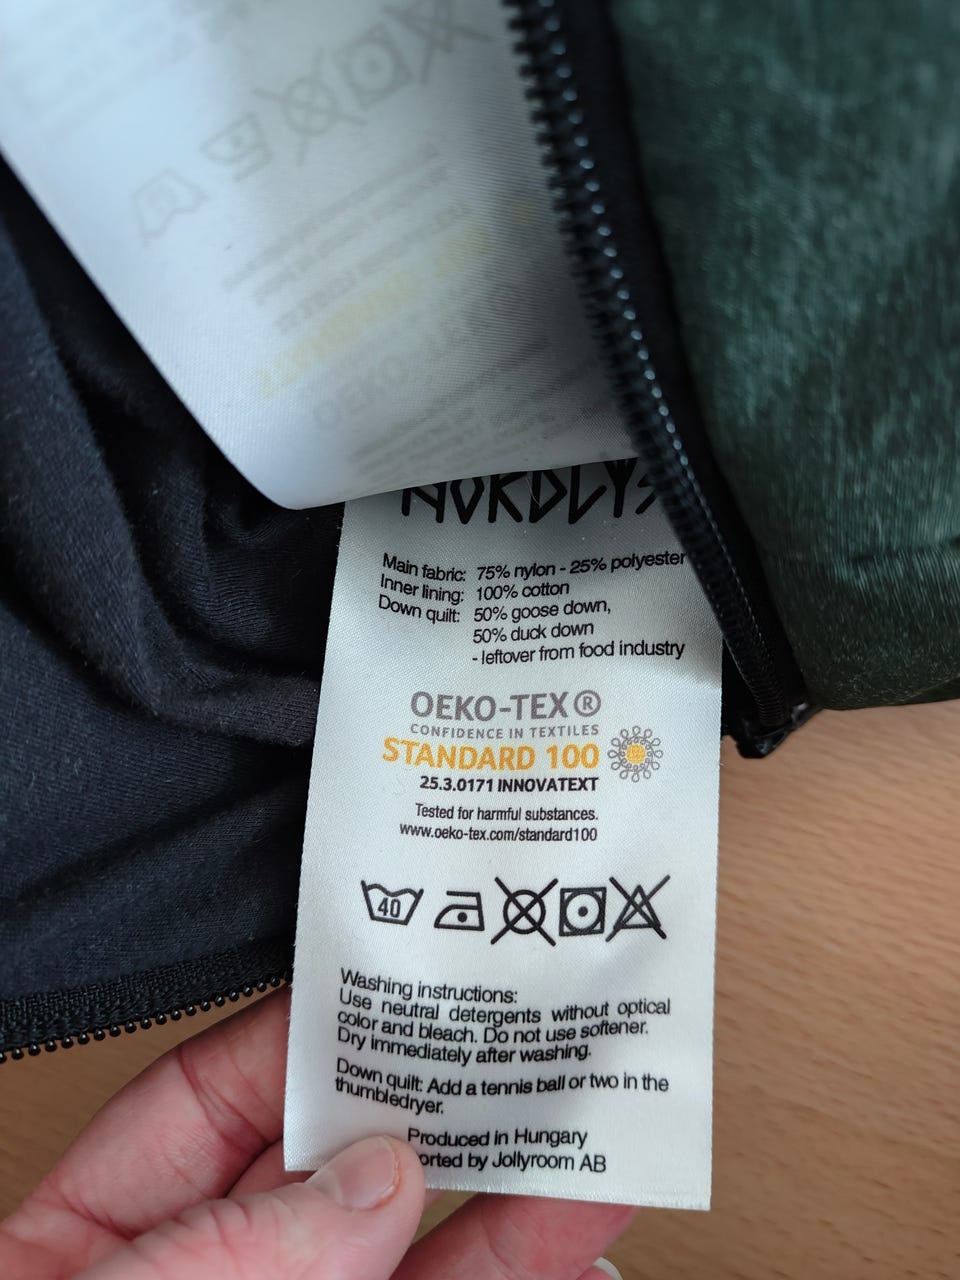 NORDLYS
Main fabric: 75% nylon - 25% polyester
Inner lining: 100% cotton
Down quilt: 50% goose down,
50% duck down
- leftover from food industry
OEKO-TEX®
CONFIDENCE IN TEXTILES
STANDARD 100
25.3.0171 INNOVATEXT
Tested for harmful substances.
www.oeko-tex.com/standard100
40
Washing instructions:
Use neutral detergents without optical
color and bleach. Do not use softener.
Dry immediately after washing.
Down quilt: Add a tennis ball or two in the
thumbledryer.
Produced in Hungary
orted by Jollyroom AB